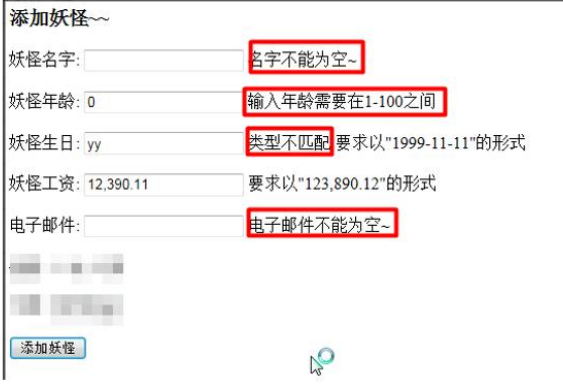 添加妖怪~~
妖怪名字: 名字不能为空~
妖怪年龄: 0 输入年龄需要在1-100之间
妖怪生日: yy 类型不匹配 要求以"1999-11-11"的形式
妖怪工资: 12,390.11 要求以"123,890.12"的形式
电子邮件: 电子邮件不能为空~
添加妖怪